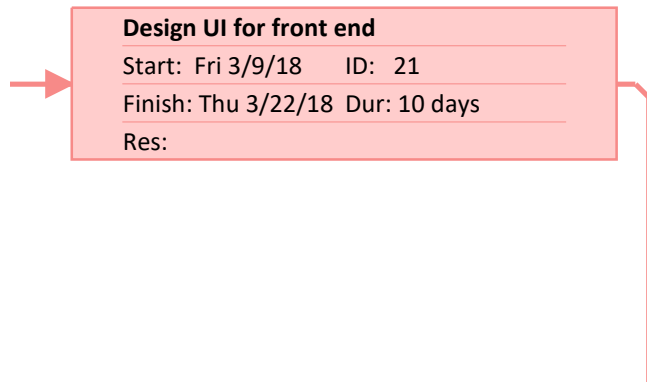 Design UI for front end
Start: Fri 3/9/18 ID: 21
Finish: Thu 3/22/18 Dur: 10 days
Res: